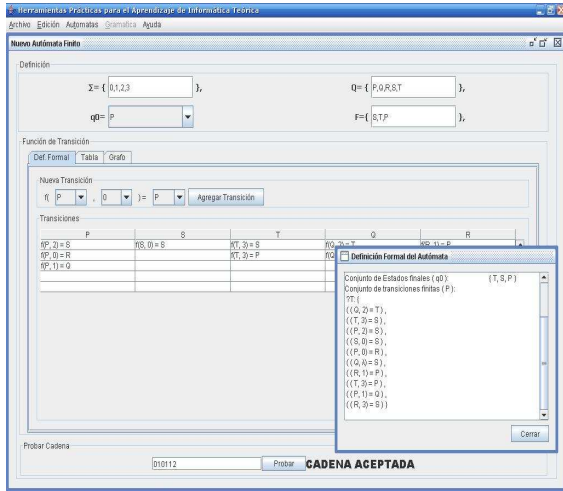 Herramientas Prácticas para el Aprendizaje de Informática Teórica
Archivo Edición Autómatas Gramatica Ayuda
Nuevo Autómata Finito
Definición
Σ= { 0,1,2,3 }, Q= { P,Q,R,S,T },
q0= P F={ S,T,P },
Función de Transición
Def. Formal Tabla Grafo
Nueva Transición
f( P , 0 )= P Agregar Transición
Transiciones
P S T Q R
f(P, 2) = S f(S, 0) = S f(T, 3) = S f(Q, 2) = T f(R, 1) = P
f(P, 0) = R f(T, 3) = P
f(P, 1) = Q
Definición Formal del Autómata
Conjunto de Estados finales ( q0 ): { T, S, P }
Conjunto de transiciones finitas ( P ):
?T: {
( ( Q, 2) = T ) ,
( ( T, 3) = S ) ,
( ( P, 2) = S ) ,
( ( S, 0) = S ) ,
( ( P, 0) = R ) ,
( ( Q, λ) = S ) ,
( ( R, 1) = P ) ,
( ( T, 3) = P ) ,
( ( P, 1) = Q ) ,
( ( R, 3) = S ) }
Cerrar
Probar Cadena
010112 Probar CADENA ACEPTADA